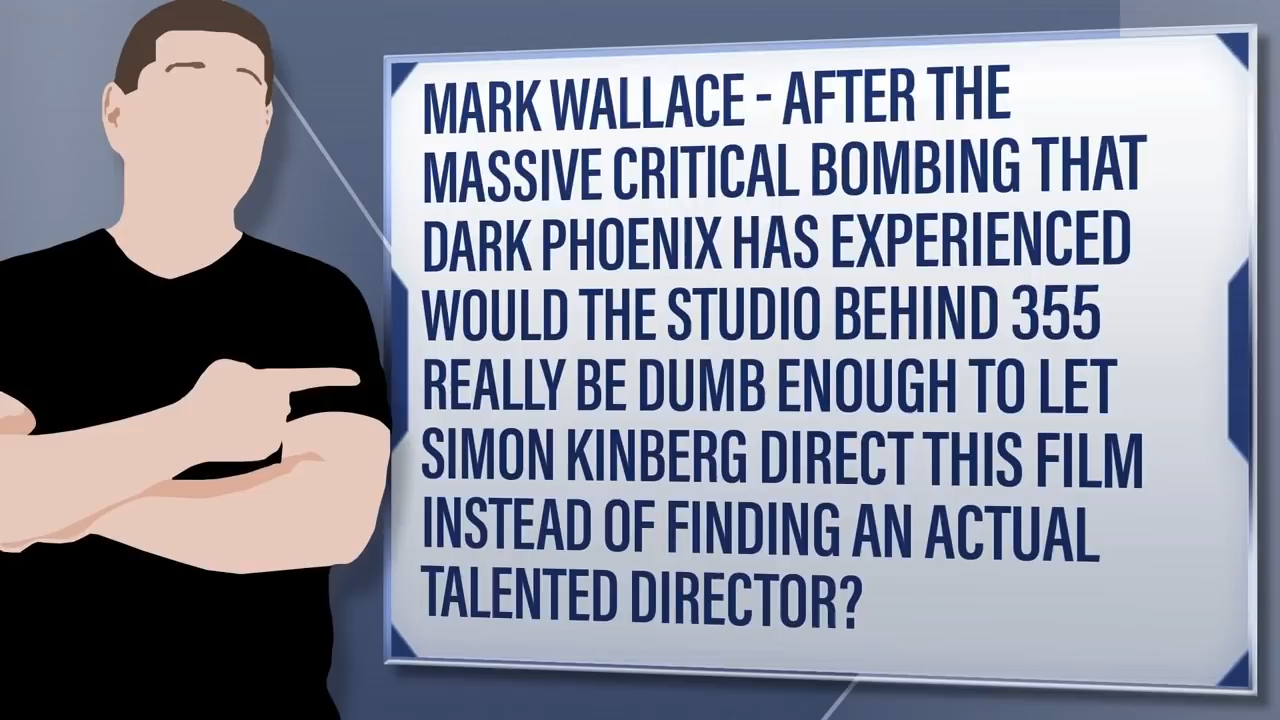 MARK WALLACE - AFTER THE
MASSIVE CRITICAL BOMBING THAT
DARK PHOENIX HAS EXPERIENCED
WOULD THE STUDIO BEHIND 355
REALLY BE DUMB ENOUGH TO LET
SIMON KINBERG DIRECT THIS FILM
INSTEAD OF FINDING AN ACTUAL
TALENTED DIRECTOR?